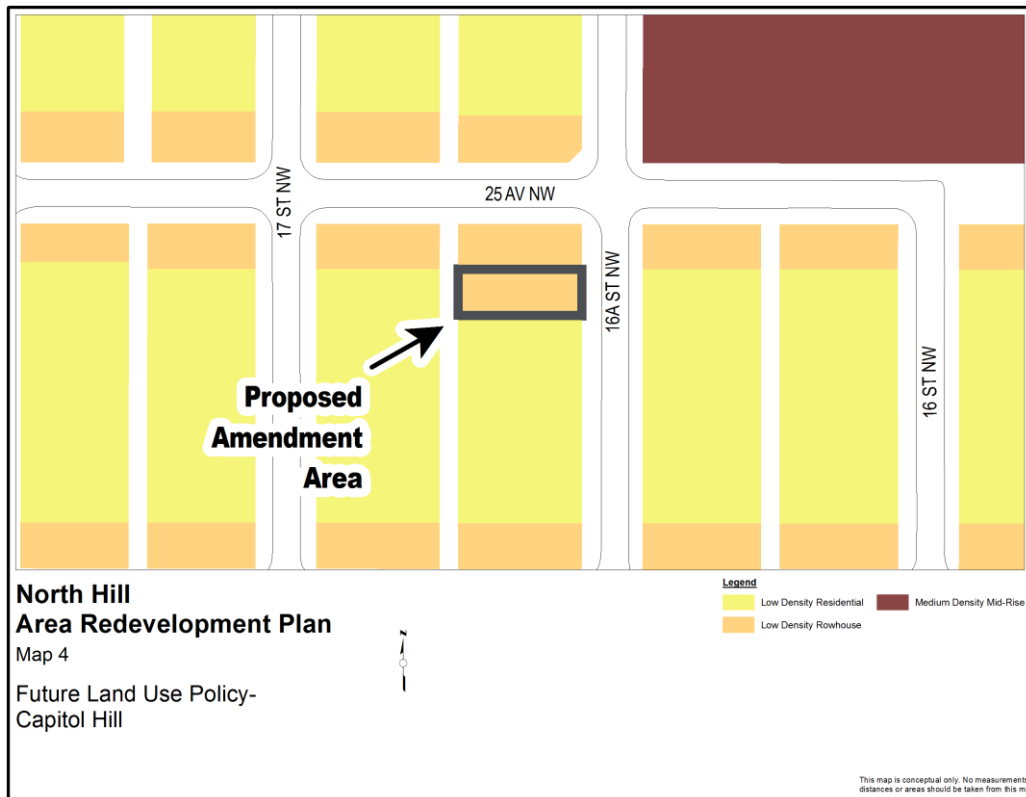 25 AV NW
17 ST NW
16A ST NW
16 ST NW
Proposed
Amendment
Area
North Hill
Area Redevelopment Plan
Map 4
Future Land Use Policy-
Capitol Hill
N
Legend
Low Density Residential
Medium Density Mid-Rise
Low Density Rowhouse
This map is conceptual only. No measurements
distances or areas should be taken from this m